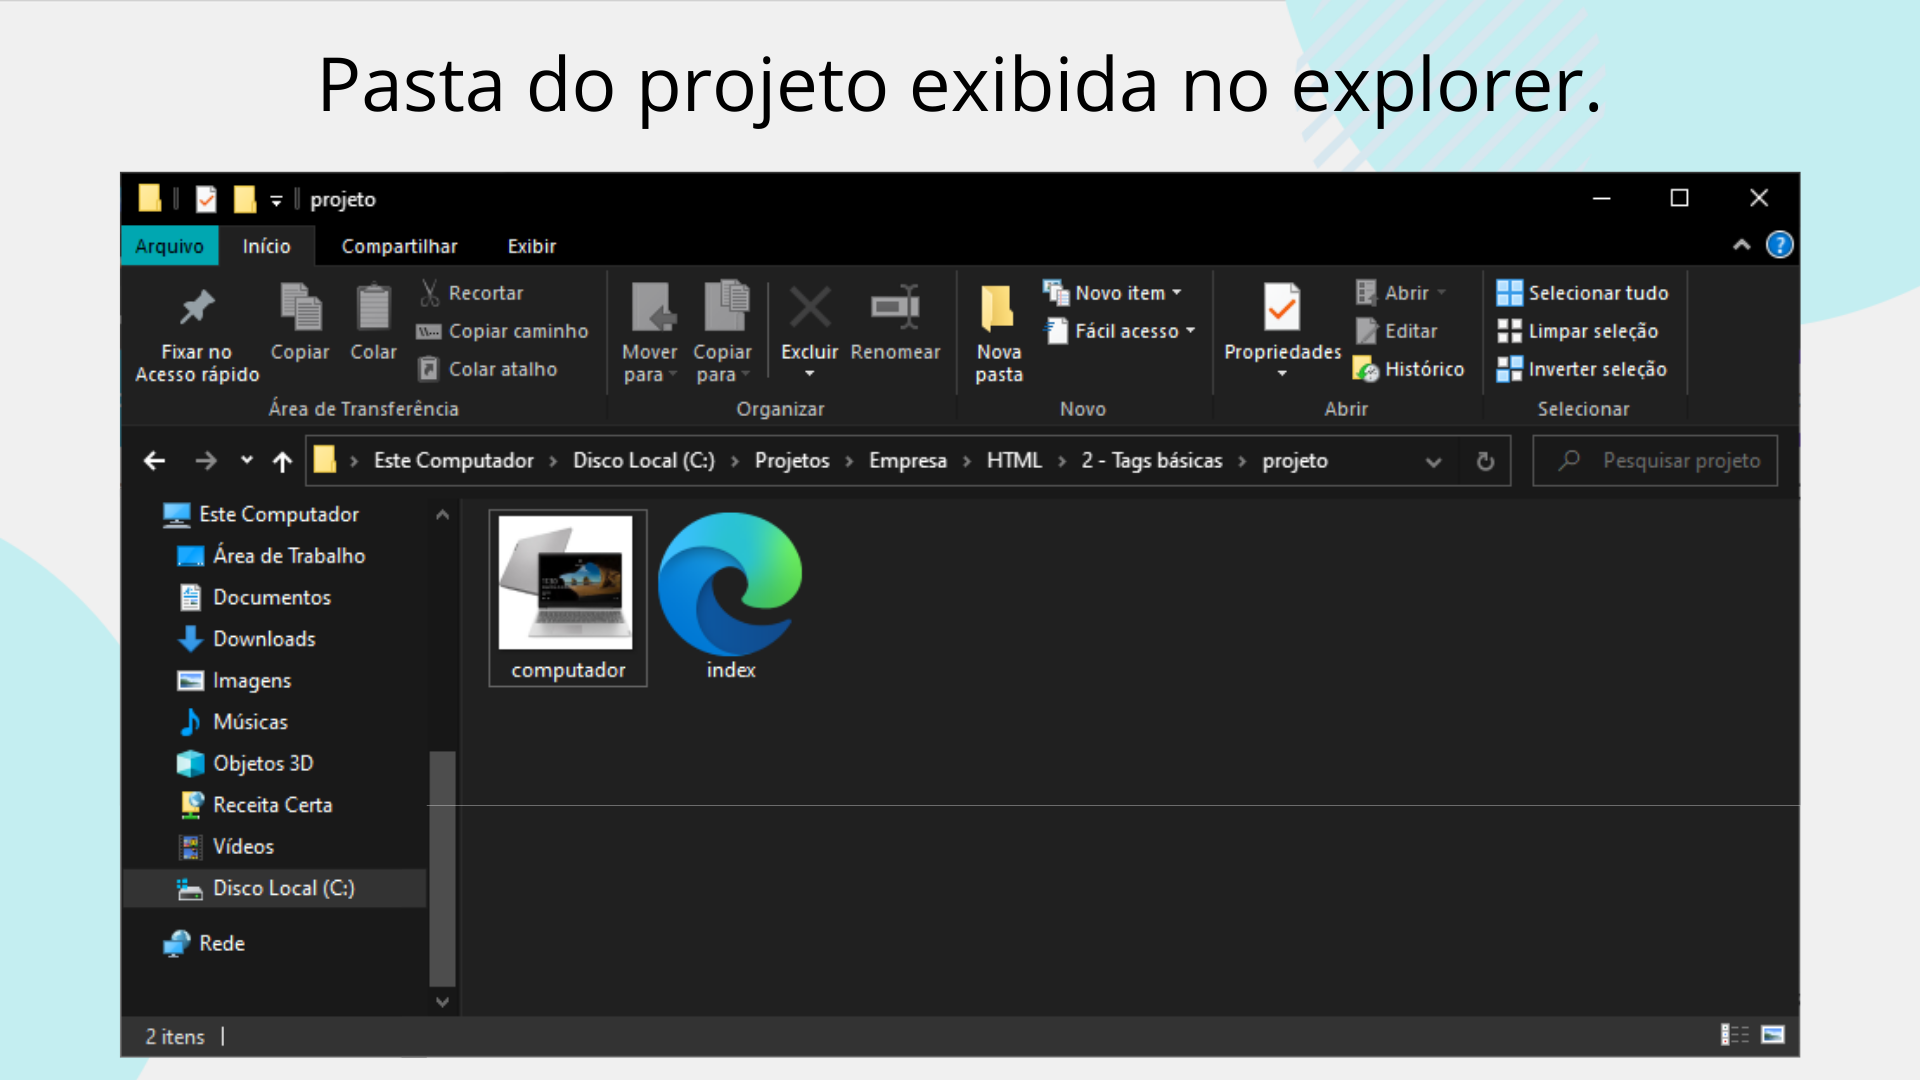 Pasta do projeto exibida no explorer.
projeto
Arquivo Início Compartilhar Exibir
Fixar no Acesso rápido
Copiar
Colar
Recortar
Copiar caminho
Colar atalho
Área de Transferência
Mover para
Copiar para
Excluir
Renomear
Organizar
Nova pasta
Novo item
Fácil acesso
Novo
Propriedades
Abrir
Editar
Histórico
Abrir
Selecionar tudo
Limpar seleção
Inverter seleção
Selecionar
Este Computador > Disco Local (C:) > Projetos > Empresa > HTML > 2 - Tags básicas > projeto
Pesquisar projeto
Este Computador
Área de Trabalho
Documentos
Downloads
Imagens
Músicas
Objetos 3D
Receita Certa
Vídeos
Disco Local (C:)
Rede
computador
index
2 itens